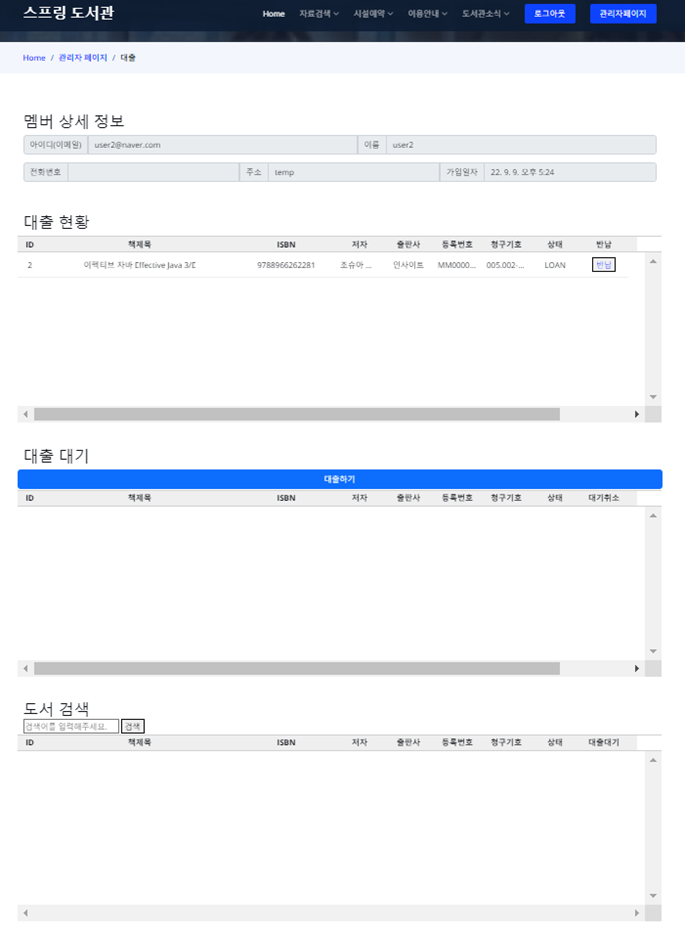 스프링 도서관 Home 자료검색 시설예약 이용안내 도서관소식 로그아웃 관리자페이지
Home / 관리자 페이지 / 대출
멤버 상세 정보
아이디(이메일) user2@naver.com 이름 user2
전화번호 주소 temp 가입일자 22. 9. 9. 오후 5:24
대출 현황
ID 책제목 ISBN 저자 출판사 등록번호 청구기호 상태 반납
2 이펙티브 자바 Effective Java 3/E 9788966262281 조슈아 ... 인사이트 MM0000... 005.002-... LOAN 반납
대출 대기
대출하기
ID 책제목 ISBN 저자 출판사 등록번호 청구기호 상태 대기취소
도서 검색
검색어를 입력해주세요. 검색
ID 책제목 ISBN 저자 출판사 등록번호 청구기호 상태 대출대기